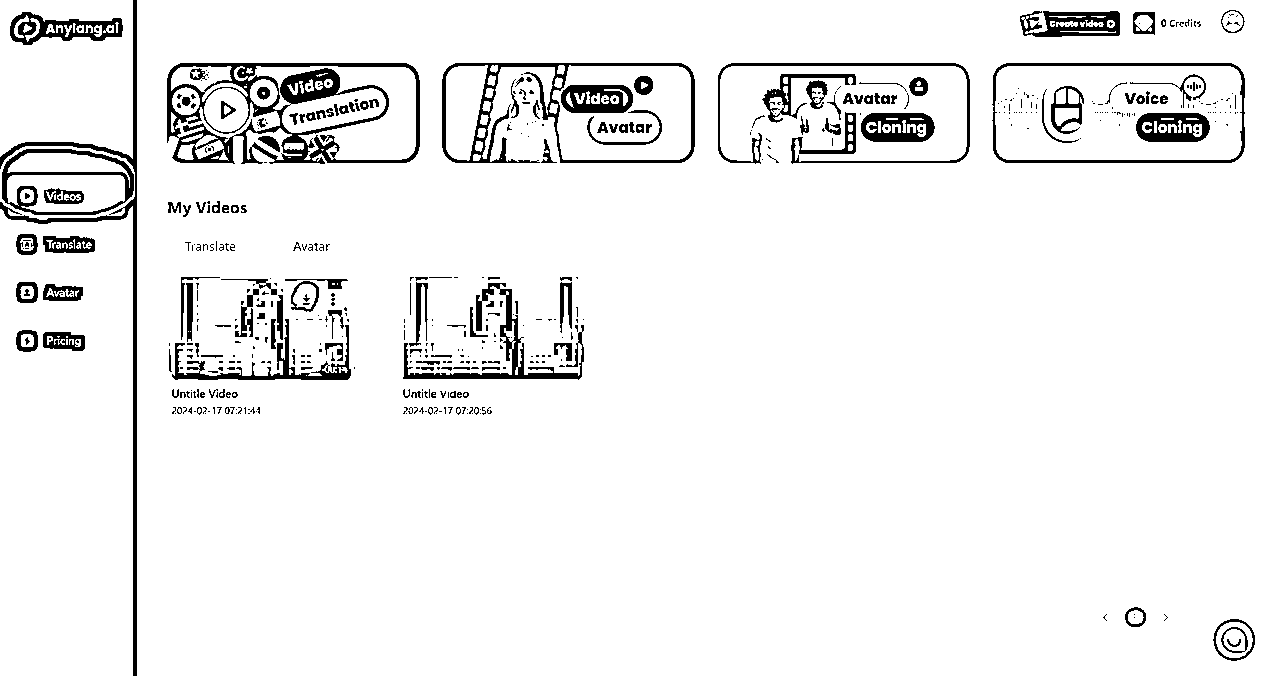 Anylang.ai
Create video
0 Credits
Video
Translation
Video
Avatar
Avatar
Cloning
Voice
Cloning
Videos
Translate
Avatar
Pricing
My Videos
Translate Avatar
Untitle Video
2024-02-17 07:21:44
Untitle Video
2024-02-17 07:20:56